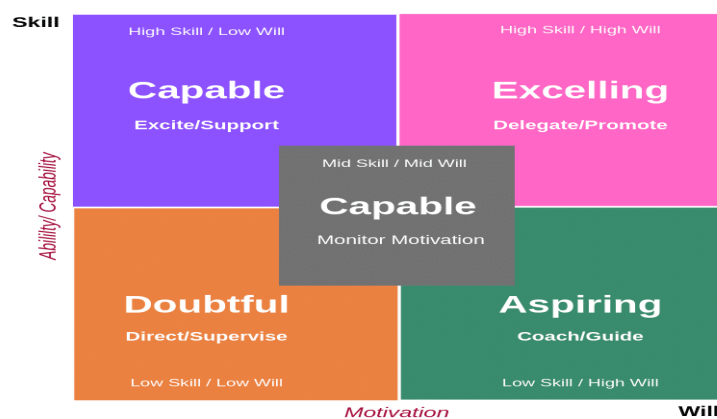 Skill
High Skill / Low Will
Capable
Excite/Support
High Skill / High Will
Excelling
Delegate/Promote
Abilility/ Capability
Mid Skill / Mid Will
Capable
Monitor Motivation
Doubtful
Direct/Supervise
Low Skill / Low Will
Aspiring
Coach/Guide
Low Skill / High Will
Motivation
Will